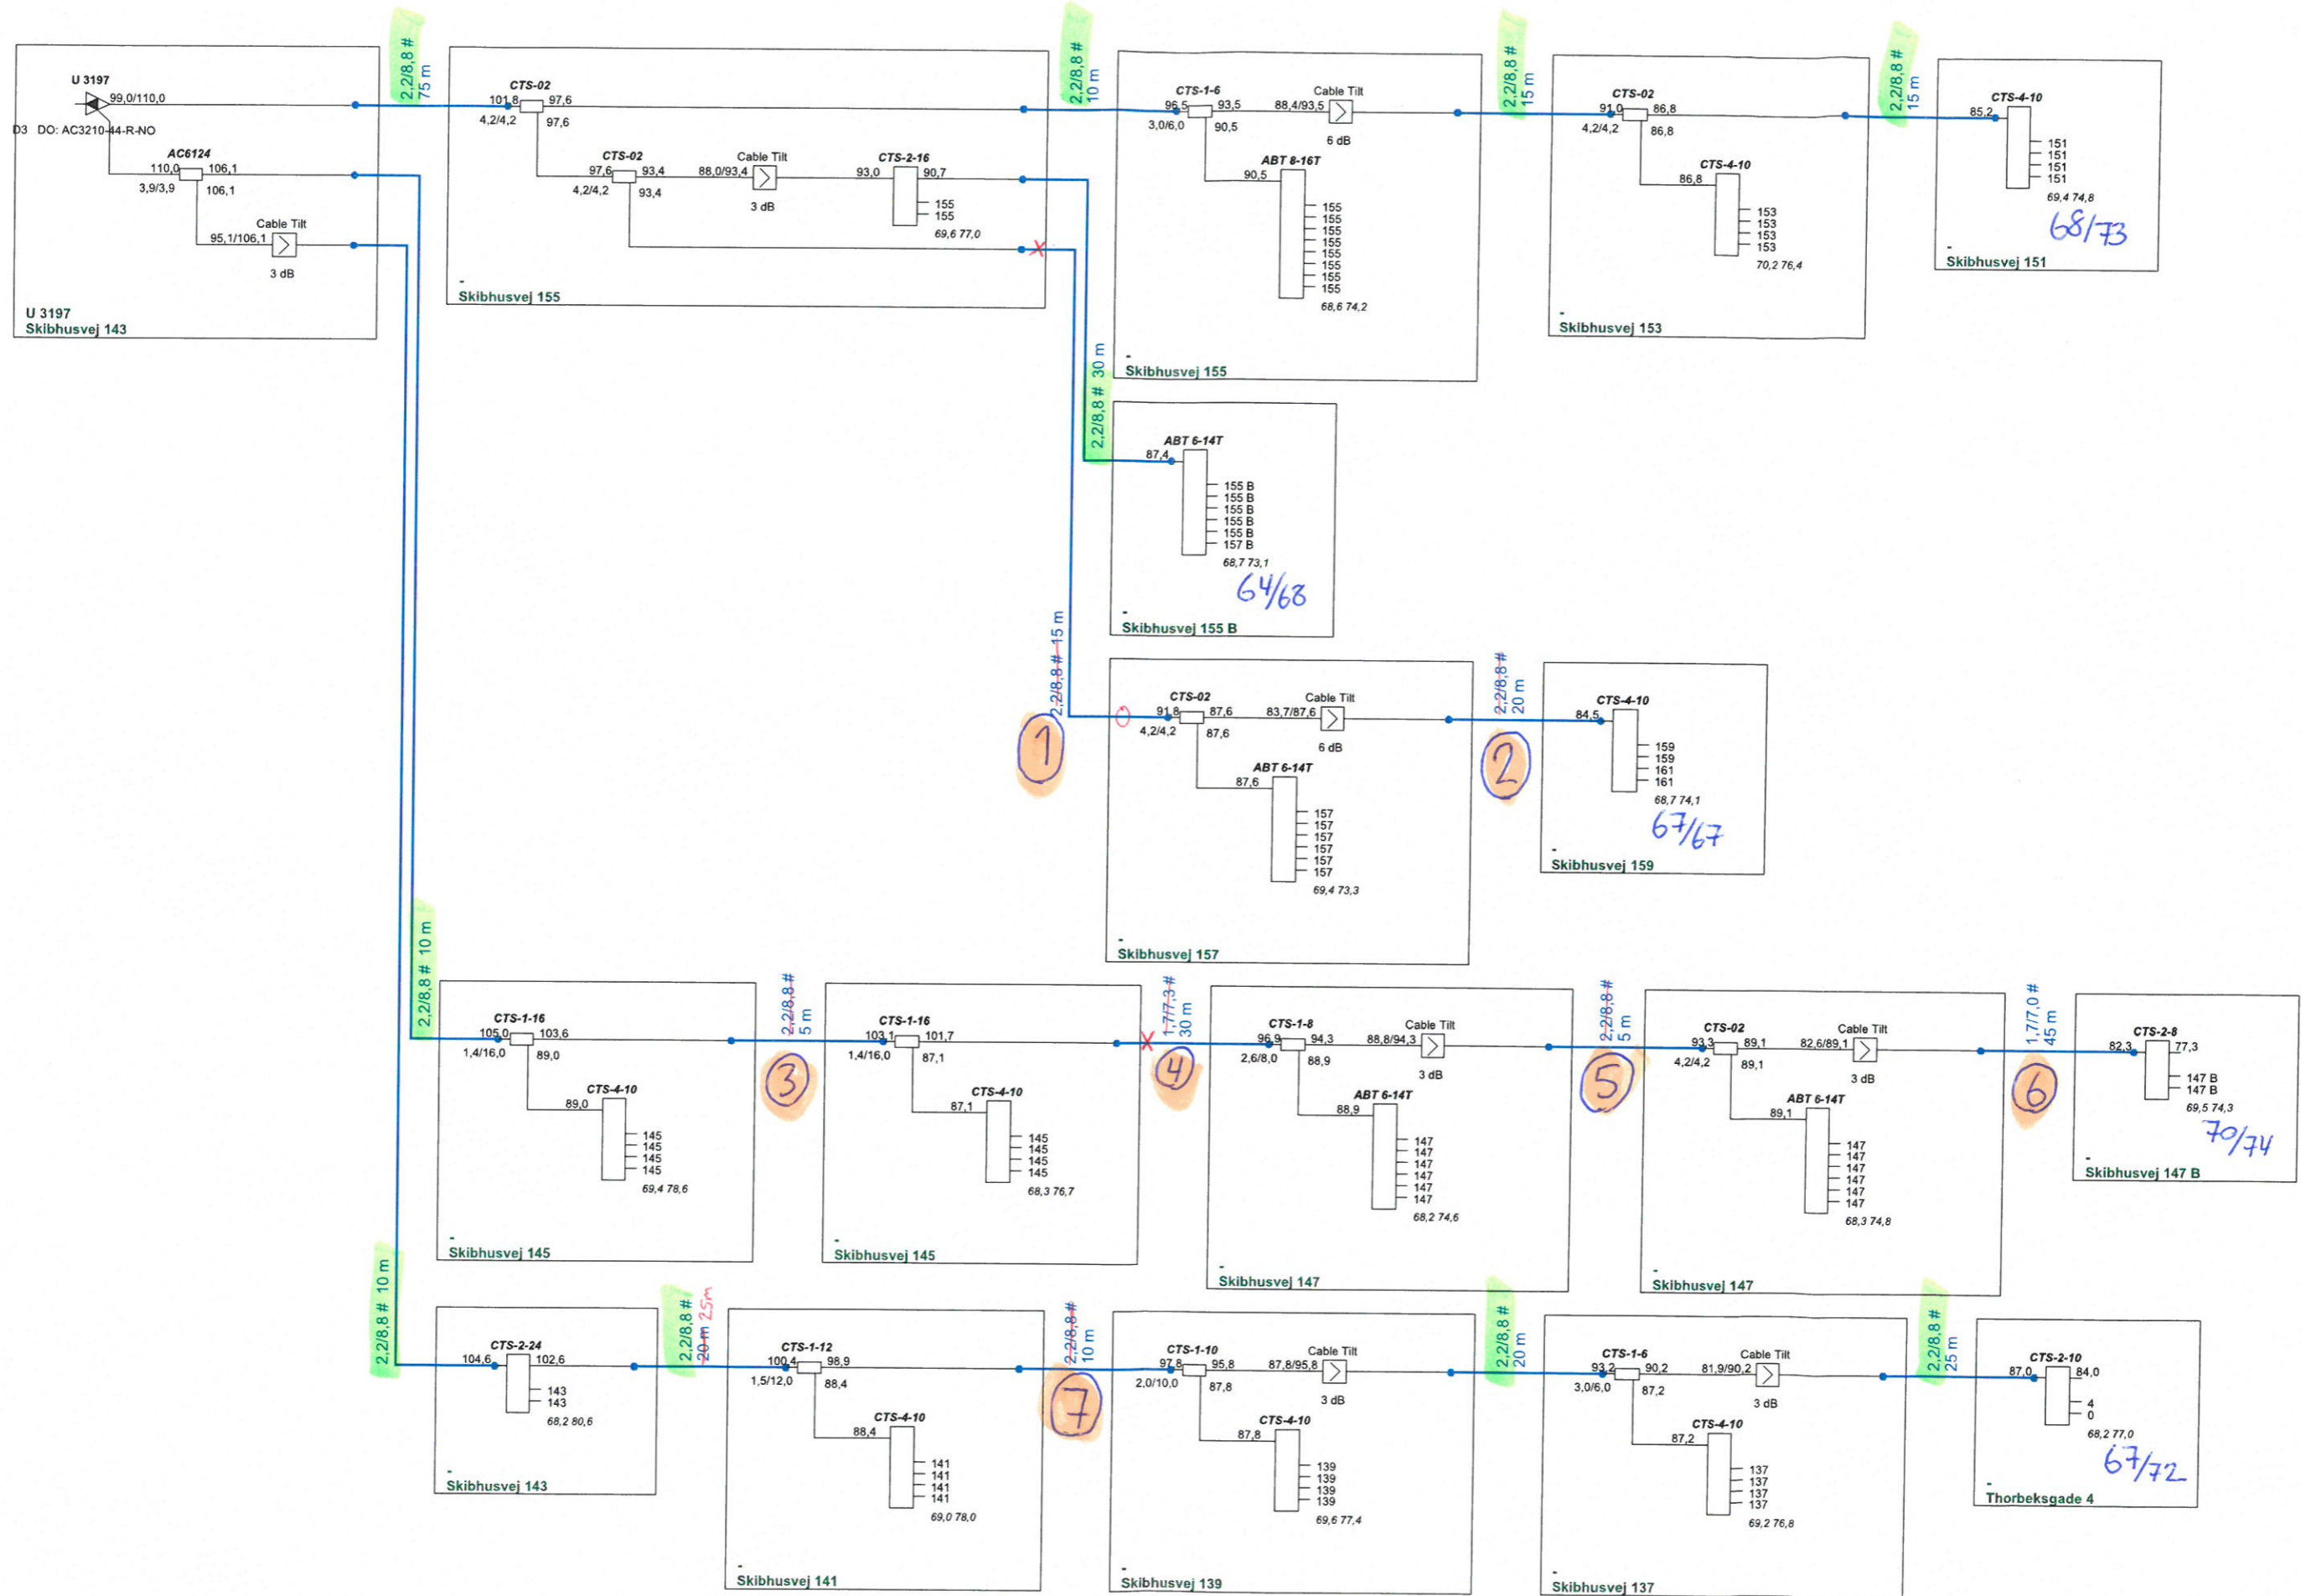 U 3197
99,0/110,0
D3 DO: AC3210-44-R-NO
AC6124
110,0 106,1
3,9/3,9 106,1
Cable Tilt
95,1/106,1
3 dB
U 3197
Skibhusvej 143
2,2/8,8 #
75 m
CTS-02
101,8 97,6
4,2/4,2 97,6
CTS-02
97,6 93,4
4,2/4,2 93,4
Cable Tilt
88,0/93,4
3 dB
CTS-2-16
93,0 90,7
155
155
69,6 77,0
X
-
Skibhusvej 155
2,2/8,8 #
10 m
CTS-1-6
96,5 93,5
3,0/6,0 90,5
Cable Tilt
88,4/93,5
6 dB
ABT 8-16T
90,5
155
155
155
155
155
155
155
155
68,6 74,2
-
Skibhusvej 155
2,2/8,8 #
15 m
CTS-02
91,0 86,8
4,2/4,2 86,8
CTS-4-10
86,8
153
153
153
153
70,2 76,4
-
Skibhusvej 153
2,2/8,8 #
15 m
CTS-4-10
85,2
151
151
151
151
69,4 74,8
68/73
-
Skibhusvej 151
2,2/8,8 # 30 m
ABT 6-14T
87,4
155 B
155 B
155 B
155 B
155 B
157 B
68,7 73,1
64/68
-
Skibhusvej 155 B
2,2/8,8 # 15 m
1
CTS-02
91,8 87,6
4,2/4,2 87,6
Cable Tilt
83,7/87,6
6 dB
ABT 6-14T
87,6
157
157
157
157
157
157
69,4 73,3
-
Skibhusvej 157
2,2/8,8 #
20 m
2
CTS-4-10
84,5
159
159
161
161
68,7 74,1
67/67
-
Skibhusvej 159
2,2/8,8 # 10 m
CTS-1-16
105,0 103,6
1,4/16,0 89,0
CTS-4-10
89,0
145
145
145
145
69,4 78,6
-
Skibhusvej 145
2,2/8,8 #
5 m
3
CTS-1-16
103,1 101,7
1,4/16,0 87,1
CTS-4-10
87,1
145
145
145
145
68,3 76,7
-
Skibhusvej 145
X
1,7/7,3 #
30 m
4
CTS-1-8
96,9 94,3
2,6/8,0 88,9
Cable Tilt
88,8/94,3
3 dB
ABT 6-14T
88,9
147
147
147
147
147
147
68,2 74,6
-
Skibhusvej 147
2,2/8,8 #
5 m
5
CTS-02
93,3 89,1
4,2/4,2 89,1
Cable Tilt
82,6/89,1
3 dB
ABT 6-14T
89,1
147
147
147
147
147
147
68,3 74,8
-
Skibhusvej 147
1,7/7,0 #
45 m
6
CTS-2-8
82,3 77,3
147 B
147 B
69,5 74,3
70/74
-
Skibhusvej 147 B
2,2/8,8 # 10 m
CTS-2-24
104,6 102,6
143
143
68,2 80,6
-
Skibhusvej 143
2,2/8,8 #
20 m 25m
CTS-1-12
100,4 98,9
1,5/12,0 88,4
CTS-4-10
88,4
141
141
141
141
69,0 78,0
-
Skibhusvej 141
2,2/8,8 #
10 m
7
CTS-1-10
97,8 95,8
2,0/10,0 87,8
Cable Tilt
87,8/95,8
3 dB
CTS-4-10
87,8
139
139
139
139
69,6 77,4
-
Skibhusvej 139
2,2/8,8 #
20 m
CTS-1-6
93,2 90,2
3,0/6,0 87,2
Cable Tilt
81,9/90,2
3 dB
CTS-4-10
87,2
137
137
137
137
69,2 76,8
-
Skibhusvej 137
2,2/8,8 #
25 m
CTS-2-10
87,0 84,0
4
0
68,2 77,0
67/72
-
Thorbeksgade 4